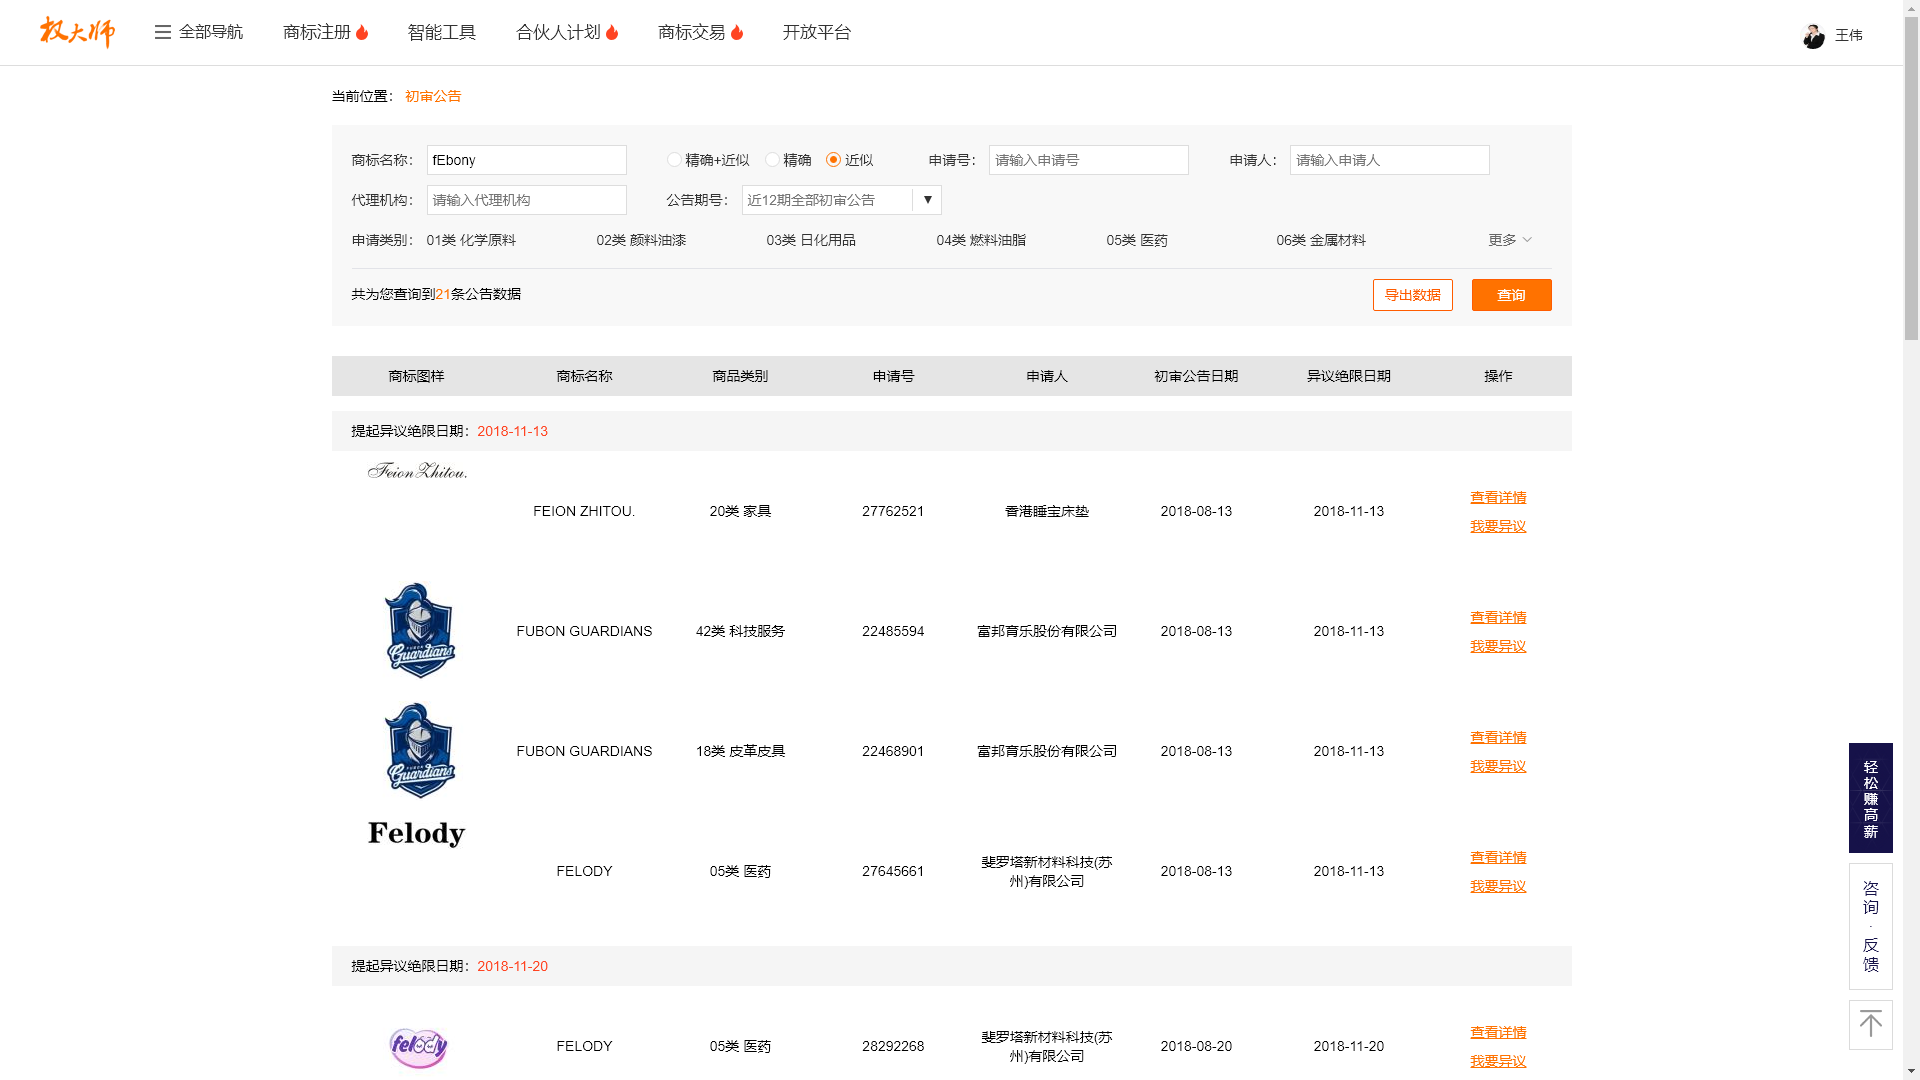 权大师 全部导航 商标注册 智能工具 合伙人计划 商标交易 开放平台 王伟
当前位置： 初审公告
商标名称： fEbony 精确+近似 精确 近似 申请号： 请输入申请号 申请人： 请输入申请人
代理机构： 请输入代理机构 公告期号： 近12期全部初审公告 ▼
申请类别： 01类 化学原料 02类 颜料油漆 03类 日化用品 04类 燃料油脂 05类 医药 06类 金属材料 更多
共为您查询到21条公告数据 导出数据 查询
商标图样 商标名称 商品类别 申请号 申请人 初审公告日期 异议绝限日期 操作
提起异议绝限日期：2018-11-13
Feion Zhitou.
FEION ZHITOU. 20类 家具 27762521 香港睡宝床垫 2018-08-13 2018-11-13 查看详情
我要异议
FUBON
Guardians
FUBON GUARDIANS 42类 科技服务 22485594 富邦育乐股份有限公司 2018-08-13 2018-11-13 查看详情
我要异议
FUBON
Guardians
FUBON GUARDIANS 18类 皮革皮具 22468901 富邦育乐股份有限公司 2018-08-13 2018-11-13 查看详情
我要异议
Felody
FELODY 05类 医药 27645661 斐罗塔新材料科技(苏
州)有限公司 2018-08-13 2018-11-13 查看详情
我要异议
提起异议绝限日期：2018-11-20
felody
FELODY 05类 医药 28292268 斐罗塔新材料科技(苏
州)有限公司 2018-08-20 2018-11-20 查看详情
我要异议
轻松赚高薪
咨询·反馈